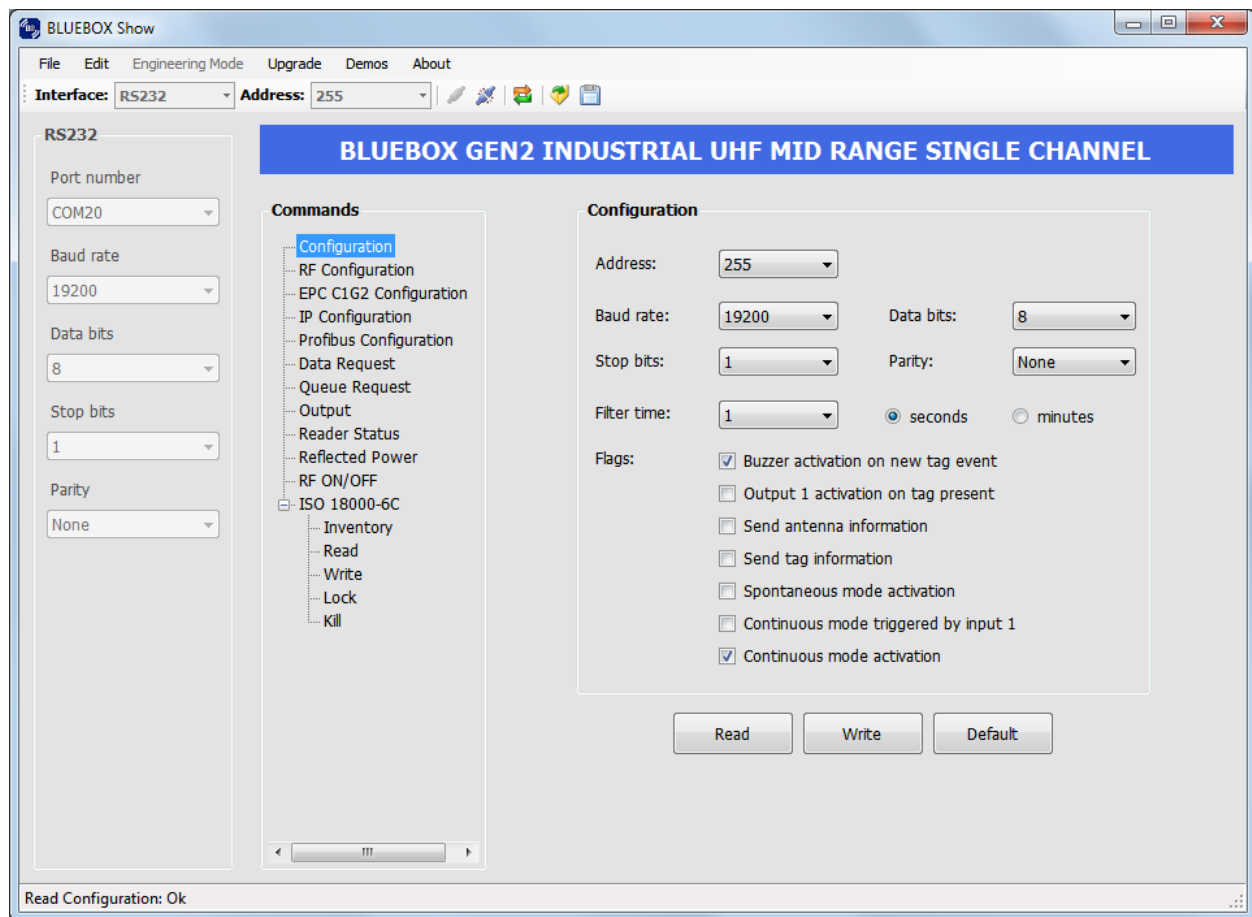 BLUEBOX Show
File Edit Engineering Mode Upgrade Demos About
Interface: RS232 Address: 255
RS232
Port number
COM20
Baud rate
19200
Data bits
8
Stop bits
1
Parity
None
BLUEBOX GEN2 INDUSTRIAL UHF MID RANGE SINGLE CHANNEL
Commands
Configuration
RF Configuration
EPC C1G2 Configuration
IP Configuration
Profibus Configuration
Data Request
Queue Request
Output
Reader Status
Reflected Power
RF ON/OFF
ISO 18000-6C
Inventory
Read
Write
Lock
Kill
Configuration
Address: 255
Baud rate: 19200 Data bits: 8
Stop bits: 1 Parity: None
Filter time: 1 seconds minutes
Flags: Buzzer activation on new tag event
Output 1 activation on tag present
Send antenna information
Send tag information
Spontaneous mode activation
Continuous mode triggered by input 1
Continuous mode activation
Read Write Default
Read Configuration: Ok